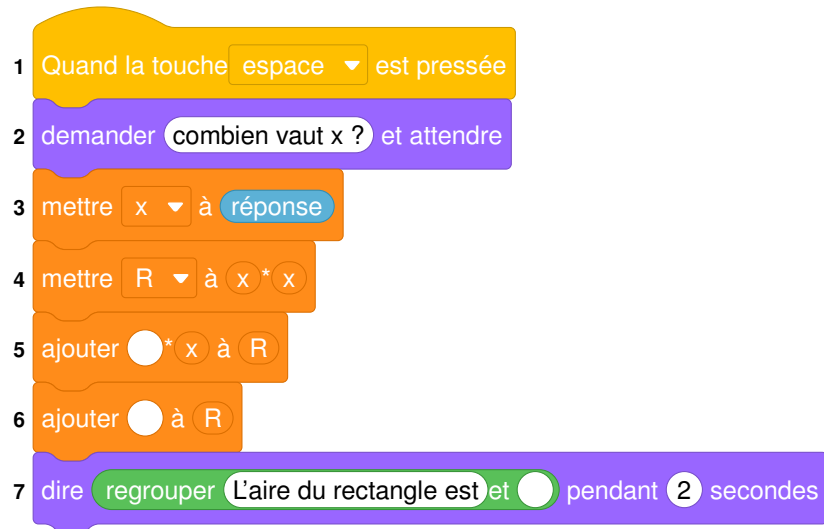 1 Quand la touche espace est pressée
2 demander combien vaut x ? et attendre
3 mettre x à réponse
4 mettre R à x * x
5 ajouter * x à R
6 ajouter à R
7 dire regrouper L'aire du rectangle est et pendant 2 secondes